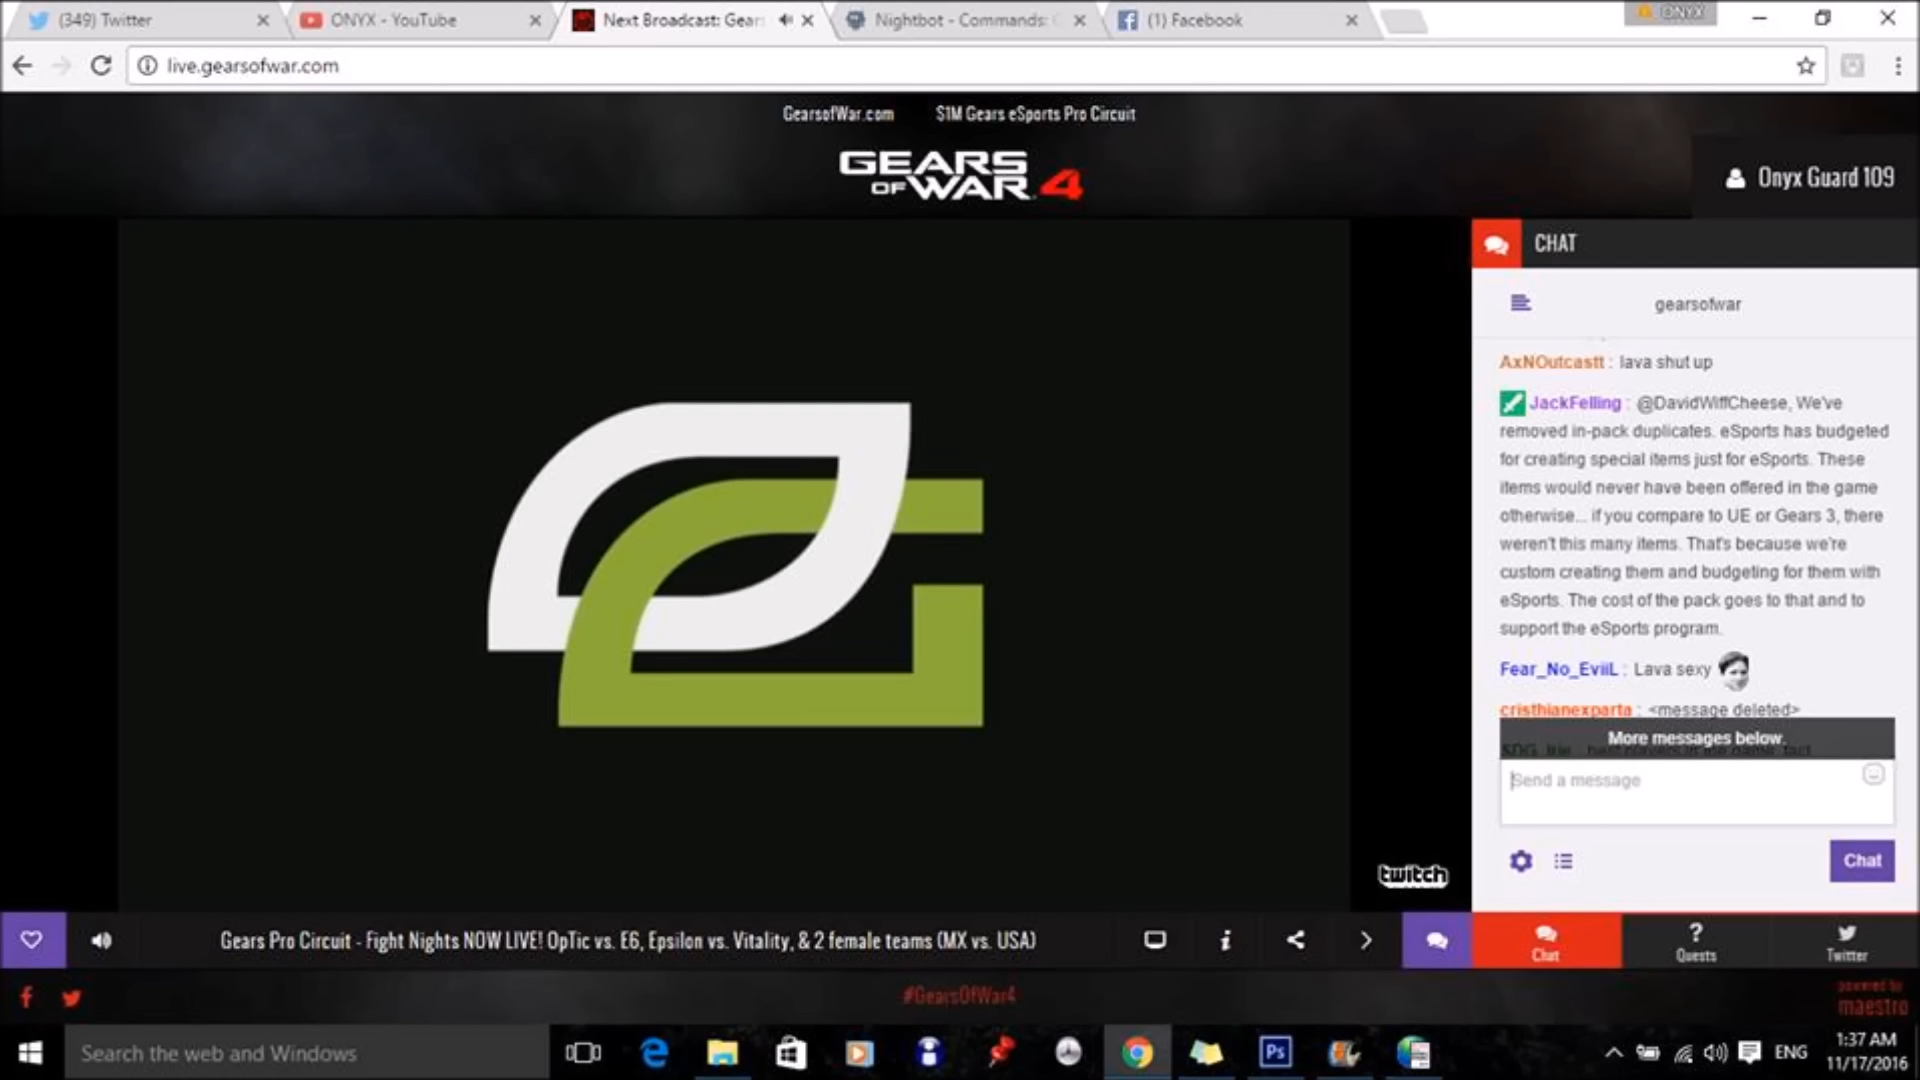 (349) Twitter
ONYX - YouTube
Next Broadcast: Gears
Nightbot - Commands:
(1) Facebook
ONYX
live.gearsofwar.com
GearsofWar.com
$1M Gears eSports Pro Circuit
GEARS
OF WAR 4
Onyx Guard 109
CHAT
gearsofwar
AxNOutcastt : lava shut up
JackFelling : @DavidWiffCheese, We've
removed in-pack duplicates. eSports has budgeted
for creating special items just for eSports. These
items would never have been offered in the game
otherwise... if you compare to UE or Gears 3, there
weren't this many items. That's because we're
custom creating them and budgeting for them with
eSports. The cost of the pack goes to that and to
support the eSports program.
Fear_No_EviiL : Lava sexy
cristhianexparta : <message deleted>
More messages below.
Send a message
Chat
twitch
Gears Pro Circuit - Fight Nights NOW LIVE! OpTic vs. E6, Epsilon vs. Vitality, & 2 female teams (MX vs. USA)
Chat
Quests
Twitter
#GearsOfWar4
powered by
maestro
Search the web and Windows
Ps
ENG
1:37 AM
11/17/2016